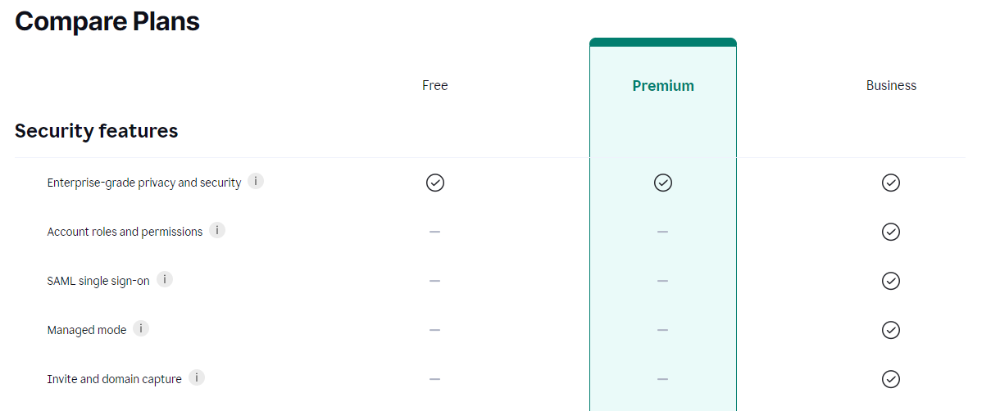 Compare Plans
Free Premium Business
Security features
Enterprise-grade privacy and security i
Account roles and permissions i
SAML single sign-on i
Managed mode i
Invite and domain capture i